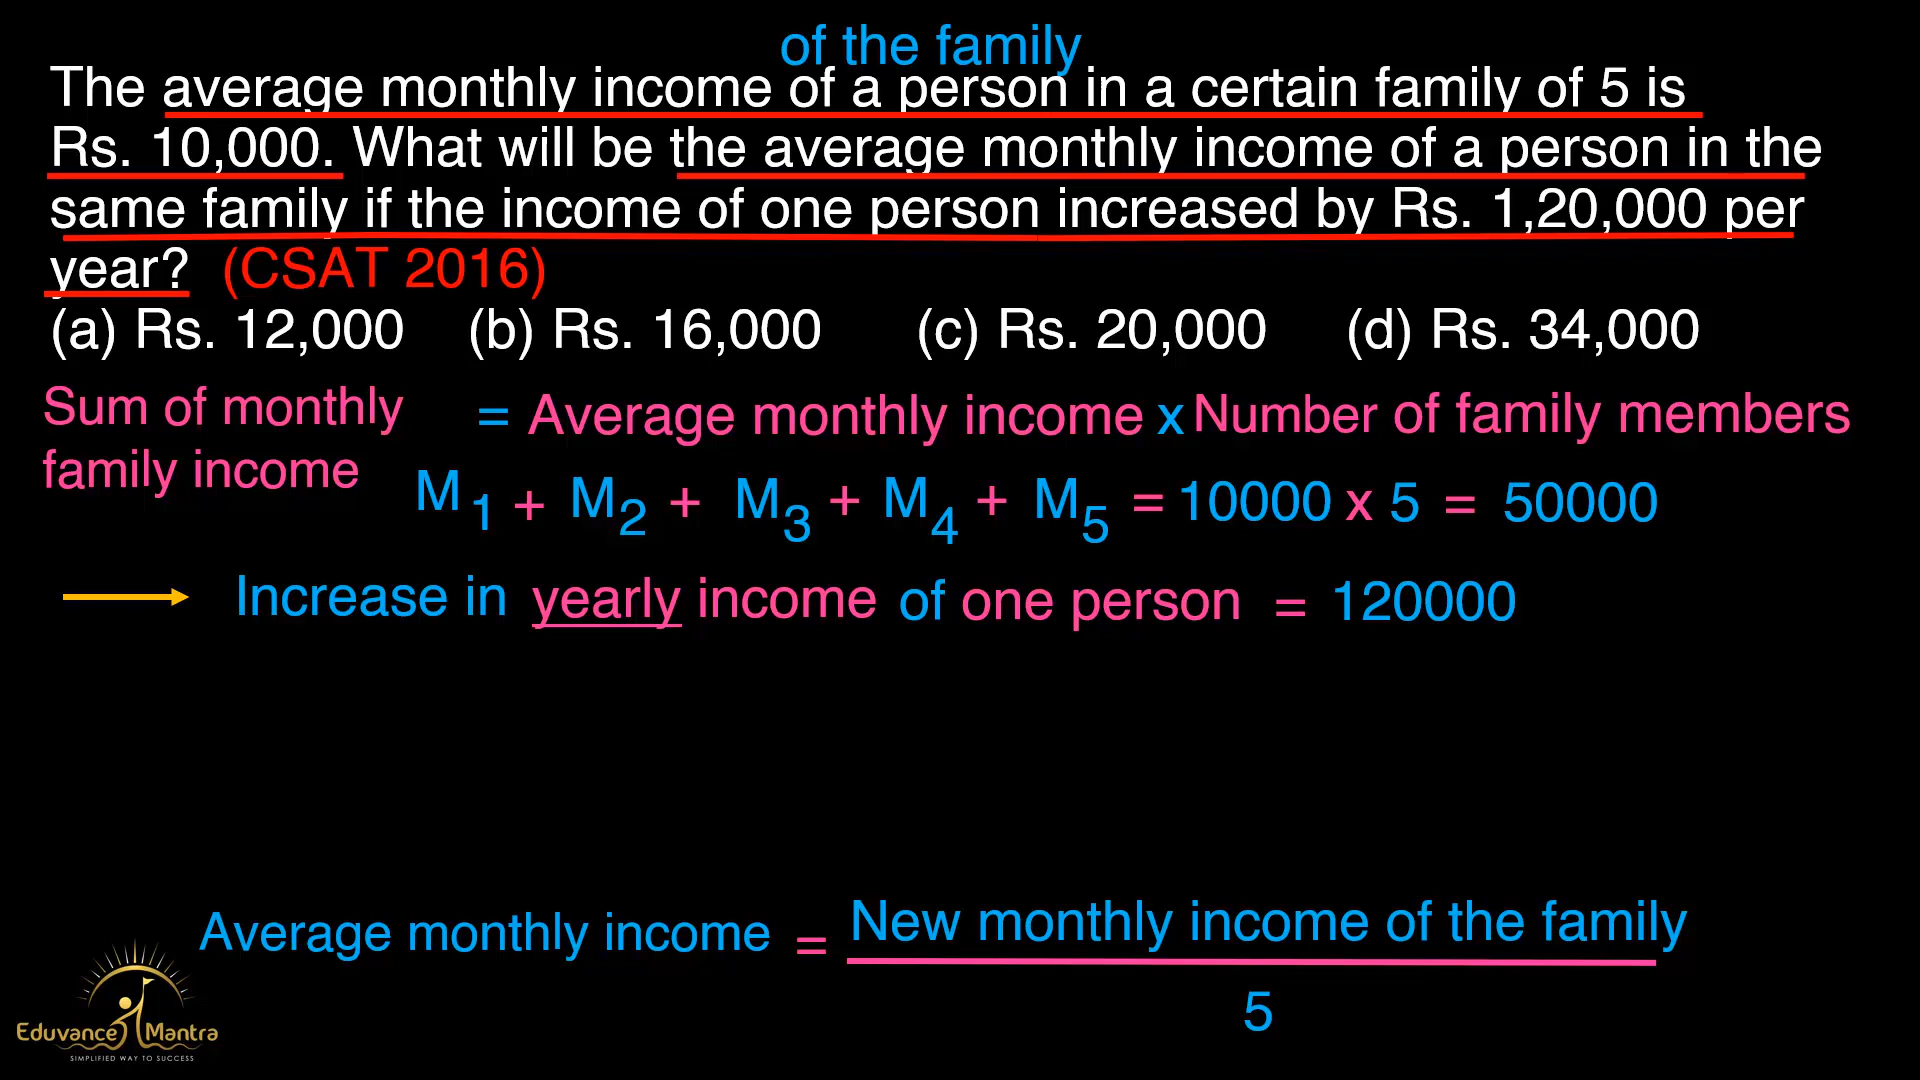 of the family
The average monthly income of a person in a certain family of 5 is
Rs. 10,000. What will be the average monthly income of a person in the
same family if the income of one person increased by Rs. 1,20,000 per
year? (CSAT 2016)
(a) Rs. 12,000 (b) Rs. 16,000 (c) Rs. 20,000 (d) Rs. 34,000
Sum of monthly = Average monthly income x Number of family members
family income
M1 + M2 + M3 + M4 + M5 = 10000 x 5 = 50000
Increase in yearly income of one person = 120000
Average monthly income = New monthly income of the family
5
Eduvance Mantra
SIMPLIFIED WAY TO SUCCESS